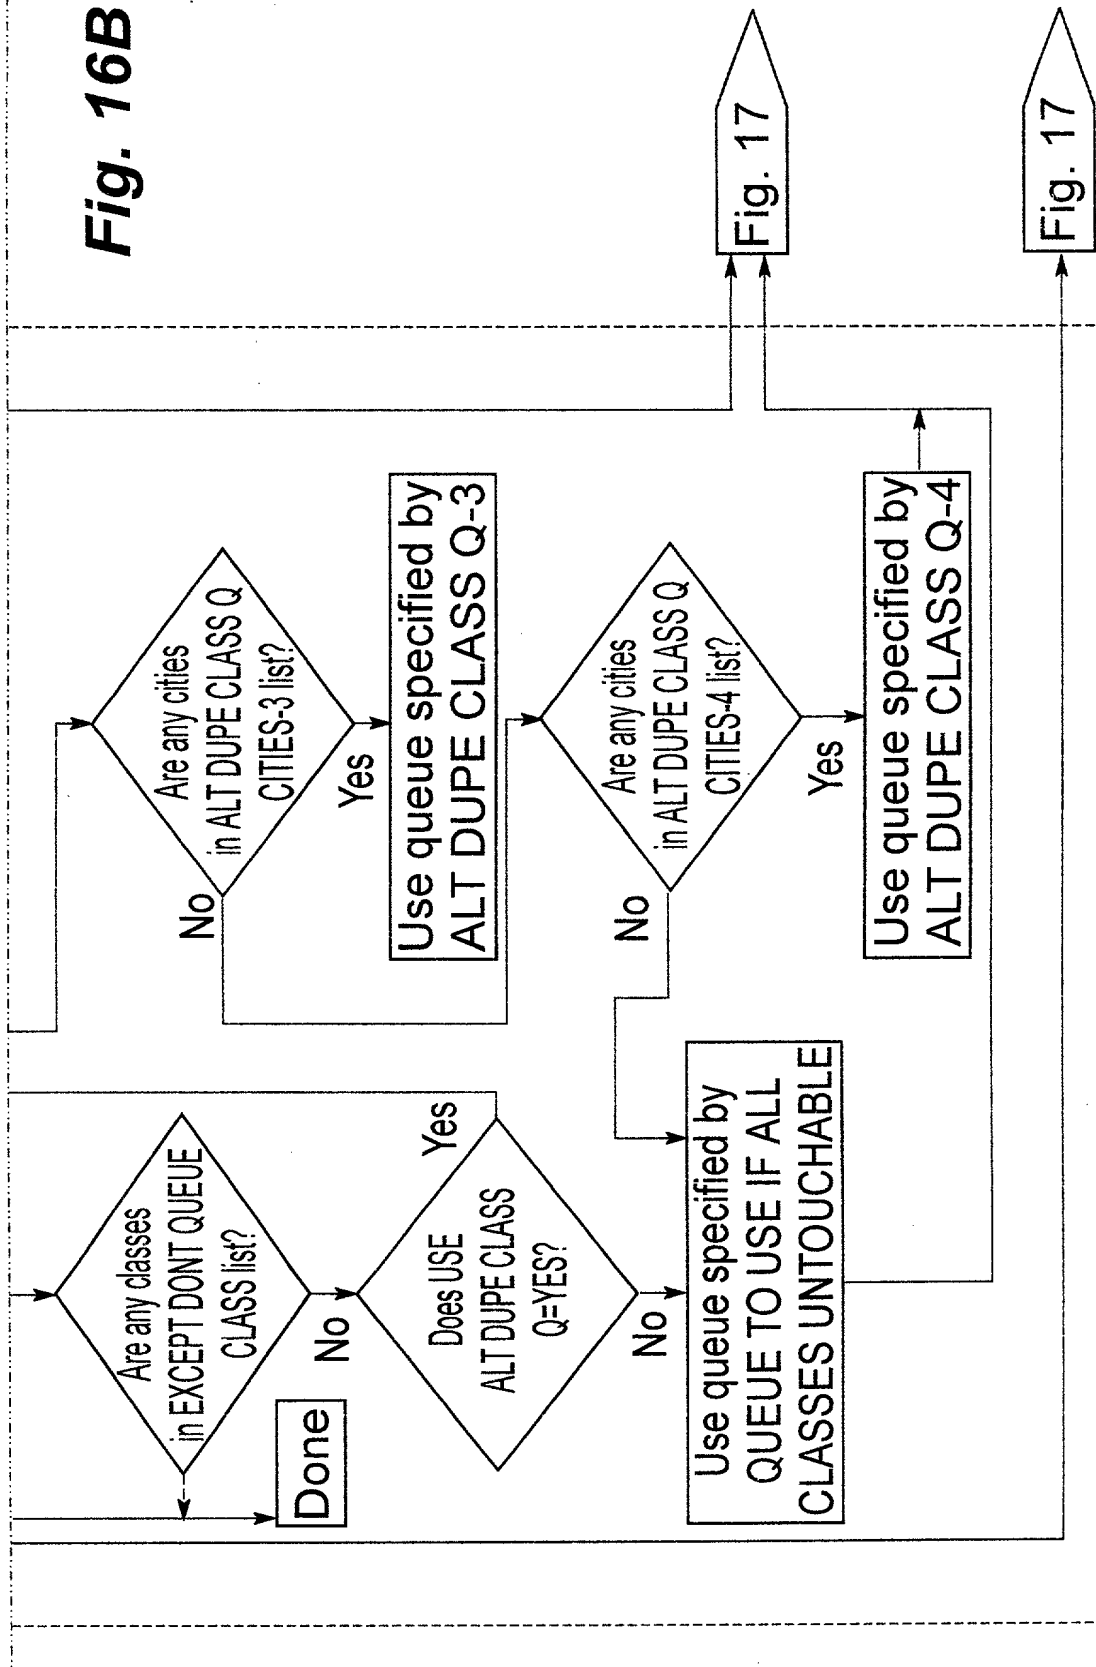 Fig. 16B
Are any classes
in EXCEPT DONT QUEUE
CLASS list?
Done
No
Does USE
ALT DUPE CLASS
Q=YES?
Yes
No
Use queue specified by
QUEUE TO USE IF ALL
CLASSES UNTOUCHABLE
Are any cities
in ALT DUPE CLASS Q
CITIES-3 list?
No
Yes
Use queue specified by
ALT DUPE CLASS Q-3
Are any cities
in ALT DUPE CLASS Q
CITIES-4 list?
No
Yes
Use queue specified by
ALT DUPE CLASS Q-4
Fig. 17
Fig. 17